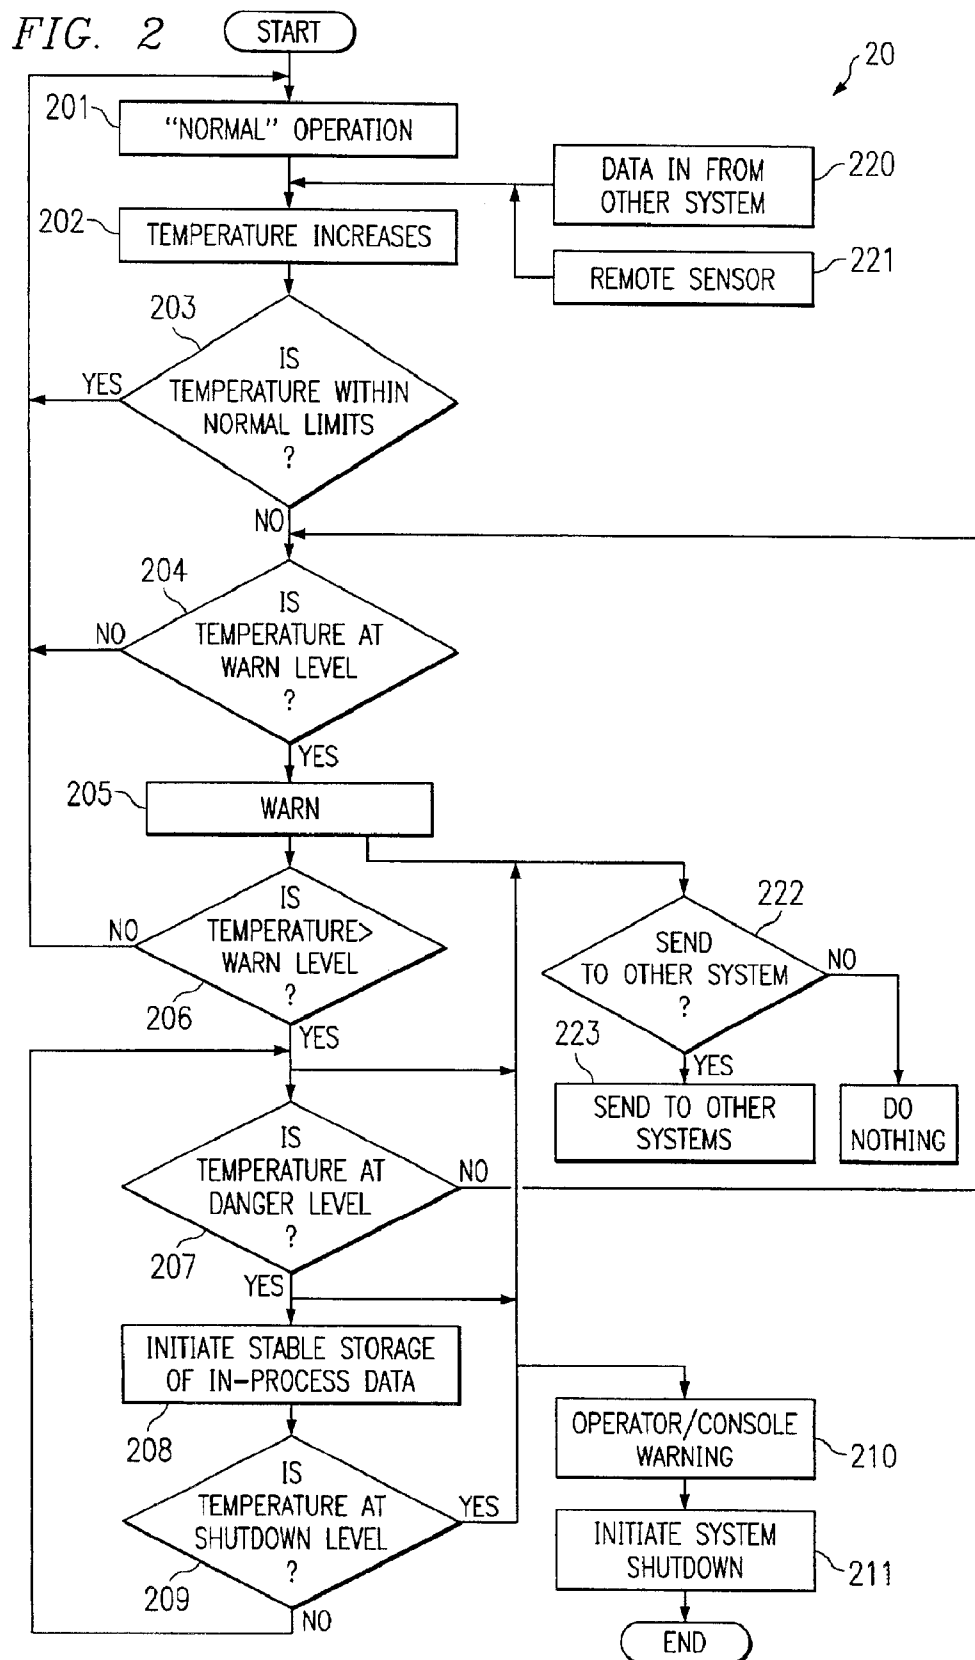 FIG. 2
START
20
201
"NORMAL" OPERATION
DATA IN FROM
OTHER SYSTEM
220
202
TEMPERATURE INCREASES
REMOTE SENSOR
221
203
IS
TEMPERATURE WITHIN
NORMAL LIMITS
?
YES
NO
204
IS
TEMPERATURE AT
WARN LEVEL
?
NO
YES
205
WARN
IS
TEMPERATURE>
WARN LEVEL
?
NO
206
YES
222
SEND
TO OTHER SYSTEM
?
NO
223
YES
SEND TO OTHER
SYSTEMS
DO
NOTHING
IS
TEMPERATURE AT
DANGER LEVEL
?
NO
207
YES
INITIATE STABLE STORAGE
OF IN-PROCESS DATA
208
OPERATOR/CONSOLE
WARNING
210
IS
TEMPERATURE AT
SHUTDOWN LEVEL
?
YES
209
NO
INITIATE SYSTEM
SHUTDOWN
211
END